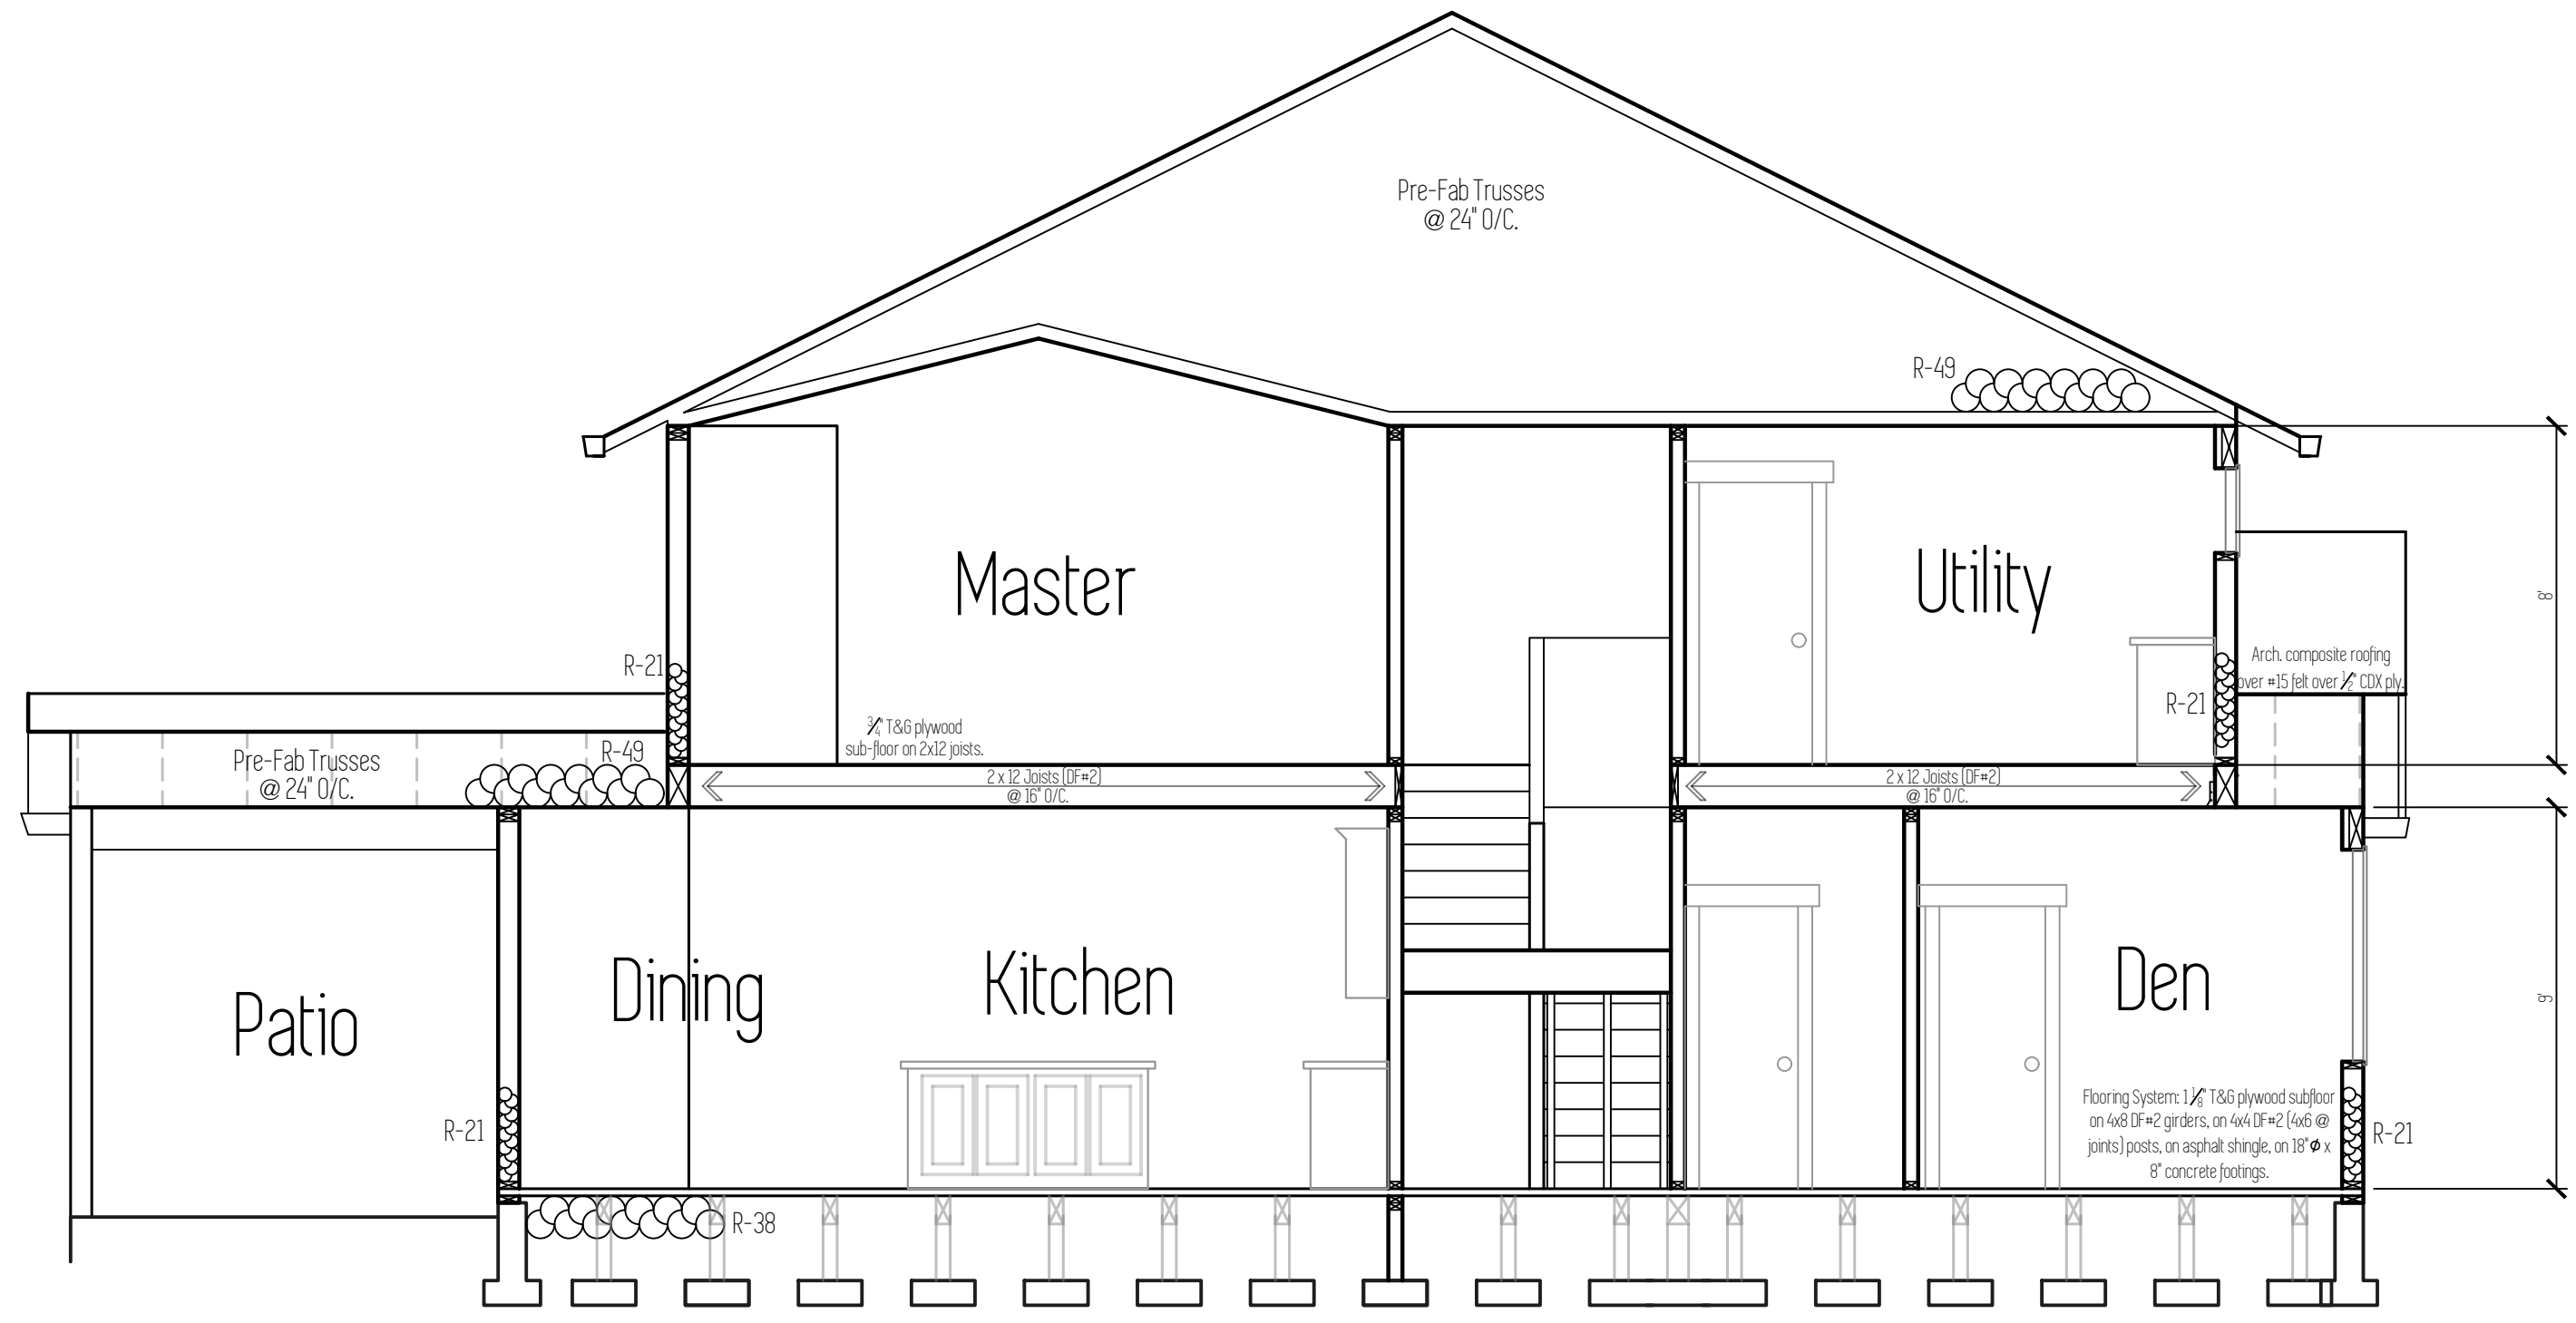 Pre-Fab Trusses
@ 24" O/C.
R-49
Master
Utility
8'
R-21
Arch. composite roofing
over #15 felt over 1/2" CDX ply.
R-21
3/4" T&G plywood
sub-floor on 2x12 joists.
Pre-Fab Trusses
@ 24" O/C.
R-49
2 x 12 Joists (DF#2)
@ 16" O/C.
2 x 12 Joists (DF#2)
@ 16" O/C.
Patio
Dining
Kitchen
Den
9'
R-21
Flooring System: 1 1/8" T&G plywood subfloor
on 4x8 DF#2 girders, on 4x4 DF#2 (4x6 @
joints) posts, on asphalt shingle, on 18"ϕ x
8" concrete footings.
R-21
R-38